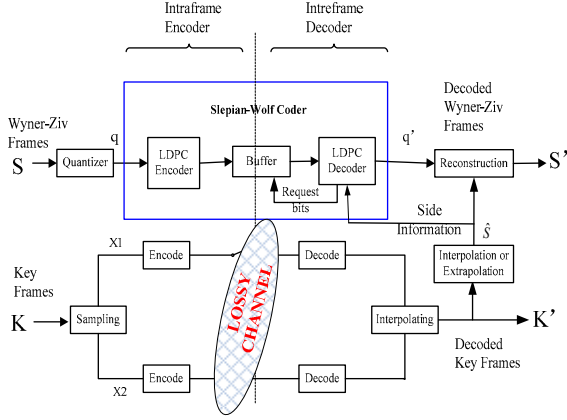 Intraframe
Encoder
Intreframe
Decoder
Slepian-Wolf Coder
Decoded
Wyner-Ziv
Frames
Wyner-Ziv
Frames
S
Quantizer
q
LDPC
Encoder
Buffer
LDPC
Decoder
q’
Reconstruction
S’
Request
bits
Side
Information
Ŝ
X1
Encode
Decode
Interpolation or
Extrapolation
Key
Frames
K
Sampling
LOSSY
CHANNEL
Interpolating
K’
Decoded
Key Frames
X2
Encode
Decode